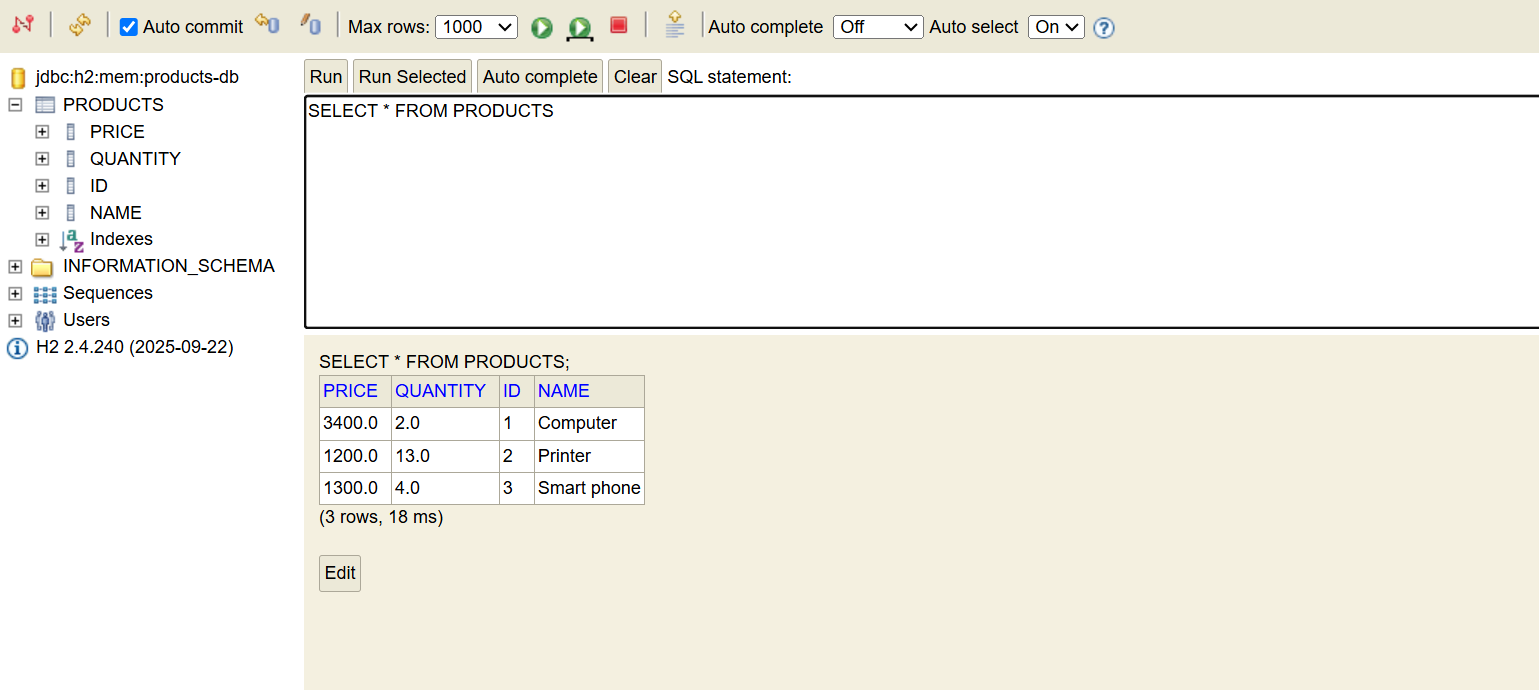 Auto commit Max rows: 1000 Auto complete Off Auto select On ?
jdbc:h2:mem:products-db
PRODUCTS
PRICE
QUANTITY
ID
NAME
Indexes
INFORMATION_SCHEMA
Sequences
Users
H2 2.4.240 (2025-09-22)
Run Run Selected Auto complete Clear SQL statement:
SELECT * FROM PRODUCTS
SELECT * FROM PRODUCTS;
PRICE QUANTITY ID NAME
3400.0 2.0 1 Computer
1200.0 13.0 2 Printer
1300.0 4.0 3 Smart phone
(3 rows, 18 ms)
Edit